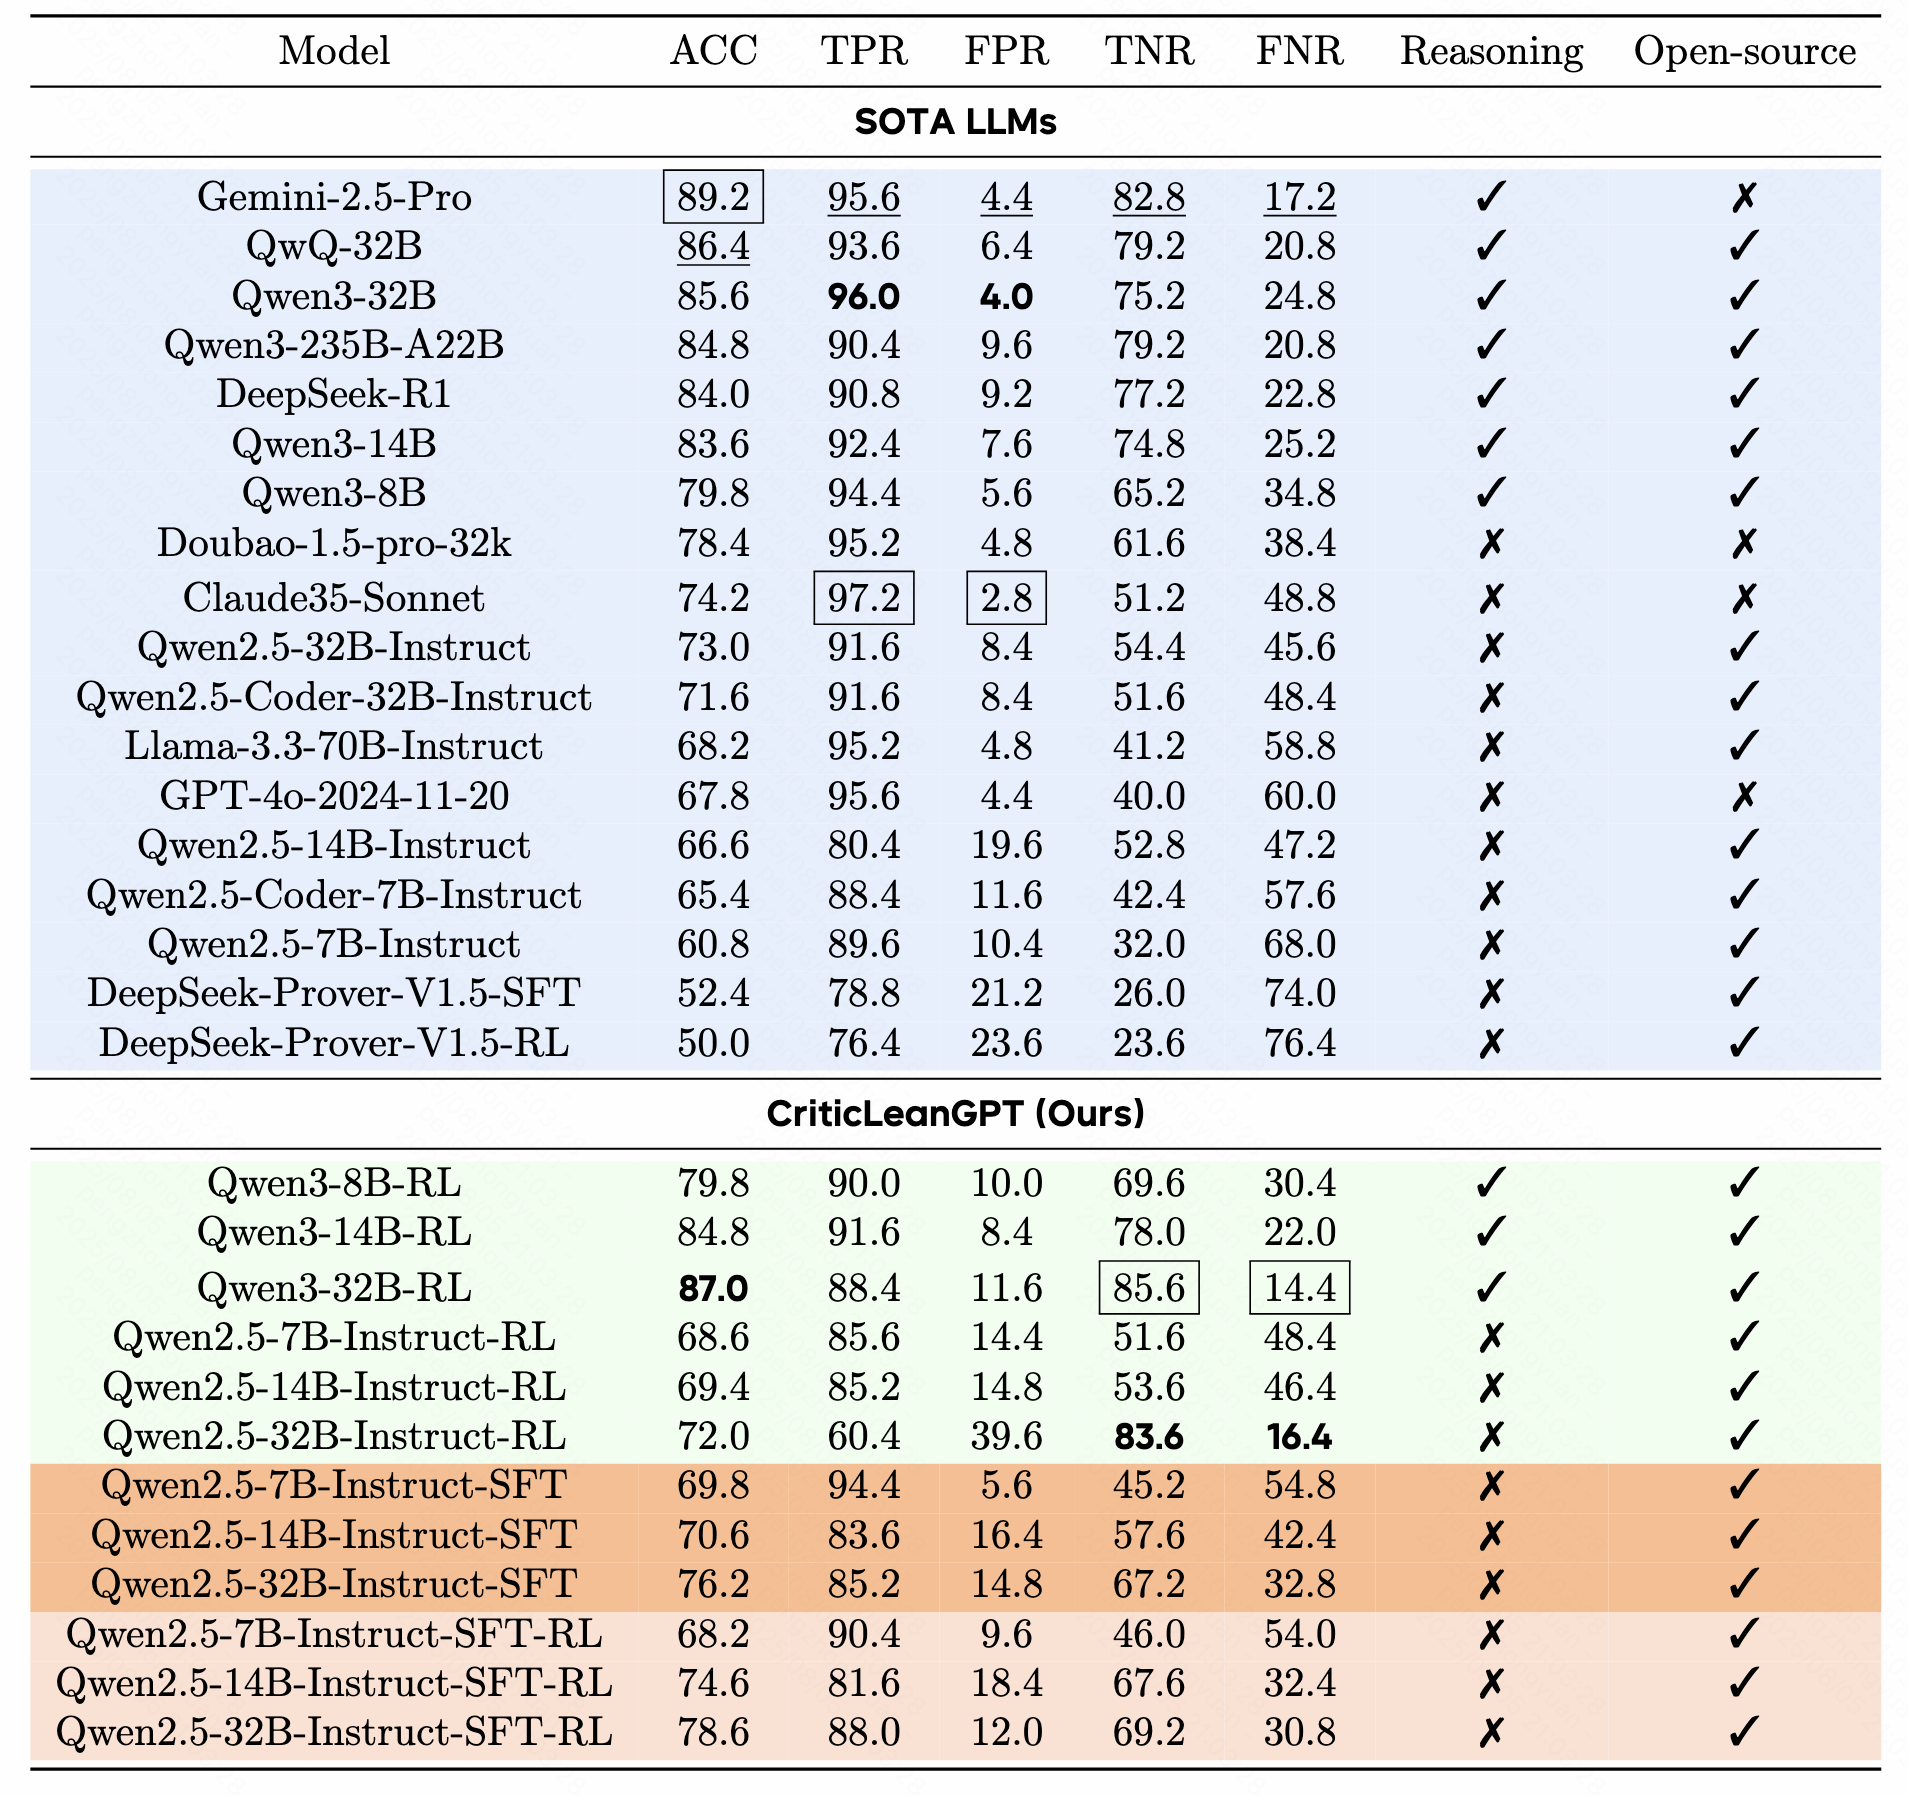 Model ACC TPR FPR TNR FNR Reasoning Open-source
SOTA LLMs
Gemini-2.5-Pro 89.2 95.6 4.4 82.8 17.2 ✓ ✗
QwQ-32B 86.4 93.6 6.4 79.2 20.8 ✓ ✓
Qwen3-32B 85.6 96.0 4.0 75.2 24.8 ✓ ✓
Qwen3-235B-A22B 84.8 90.4 9.6 79.2 20.8 ✓ ✓
DeepSeek-R1 84.0 90.8 9.2 77.2 22.8 ✓ ✓
Qwen3-14B 83.6 92.4 7.6 74.8 25.2 ✓ ✓
Qwen3-8B 79.8 94.4 5.6 65.2 34.8 ✓ ✓
Doubao-1.5-pro-32k 78.4 95.2 4.8 61.6 38.4 ✗ ✗
Claude35-Sonnet 74.2 97.2 2.8 51.2 48.8 ✗ ✗
Qwen2.5-32B-Instruct 73.0 91.6 8.4 54.4 45.6 ✗ ✓
Qwen2.5-Coder-32B-Instruct 71.6 91.6 8.4 51.6 48.4 ✗ ✓
Llama-3.3-70B-Instruct 68.2 95.2 4.8 41.2 58.8 ✗ ✓
GPT-4o-2024-11-20 67.8 95.6 4.4 40.0 60.0 ✗ ✗
Qwen2.5-14B-Instruct 66.6 80.4 19.6 52.8 47.2 ✗ ✓
Qwen2.5-Coder-7B-Instruct 65.4 88.4 11.6 42.4 57.6 ✗ ✓
Qwen2.5-7B-Instruct 60.8 89.6 10.4 32.0 68.0 ✗ ✓
DeepSeek-Prover-V1.5-SFT 52.4 78.8 21.2 26.0 74.0 ✗ ✓
DeepSeek-Prover-V1.5-RL 50.0 76.4 23.6 23.6 76.4 ✗ ✓
CriticLeanGPT (Ours)
Qwen3-8B-RL 79.8 90.0 10.0 69.6 30.4 ✓ ✓
Qwen3-14B-RL 84.8 91.6 8.4 78.0 22.0 ✓ ✓
Qwen3-32B-RL 87.0 88.4 11.6 85.6 14.4 ✓ ✓
Qwen2.5-7B-Instruct-RL 68.6 85.6 14.4 51.6 48.4 ✗ ✓
Qwen2.5-14B-Instruct-RL 69.4 85.2 14.8 53.6 46.4 ✗ ✓
Qwen2.5-32B-Instruct-RL 72.0 60.4 39.6 83.6 16.4 ✗ ✓
Qwen2.5-7B-Instruct-SFT 69.8 94.4 5.6 45.2 54.8 ✗ ✓
Qwen2.5-14B-Instruct-SFT 70.6 83.6 16.4 57.6 42.4 ✗ ✓
Qwen2.5-32B-Instruct-SFT 76.2 85.2 14.8 67.2 32.8 ✗ ✓
Qwen2.5-7B-Instruct-SFT-RL 68.2 90.4 9.6 46.0 54.0 ✗ ✓
Qwen2.5-14B-Instruct-SFT-RL 74.6 81.6 18.4 67.6 32.4 ✗ ✓
Qwen2.5-32B-Instruct-SFT-RL 78.6 88.0 12.0 69.2 30.8 ✗ ✓